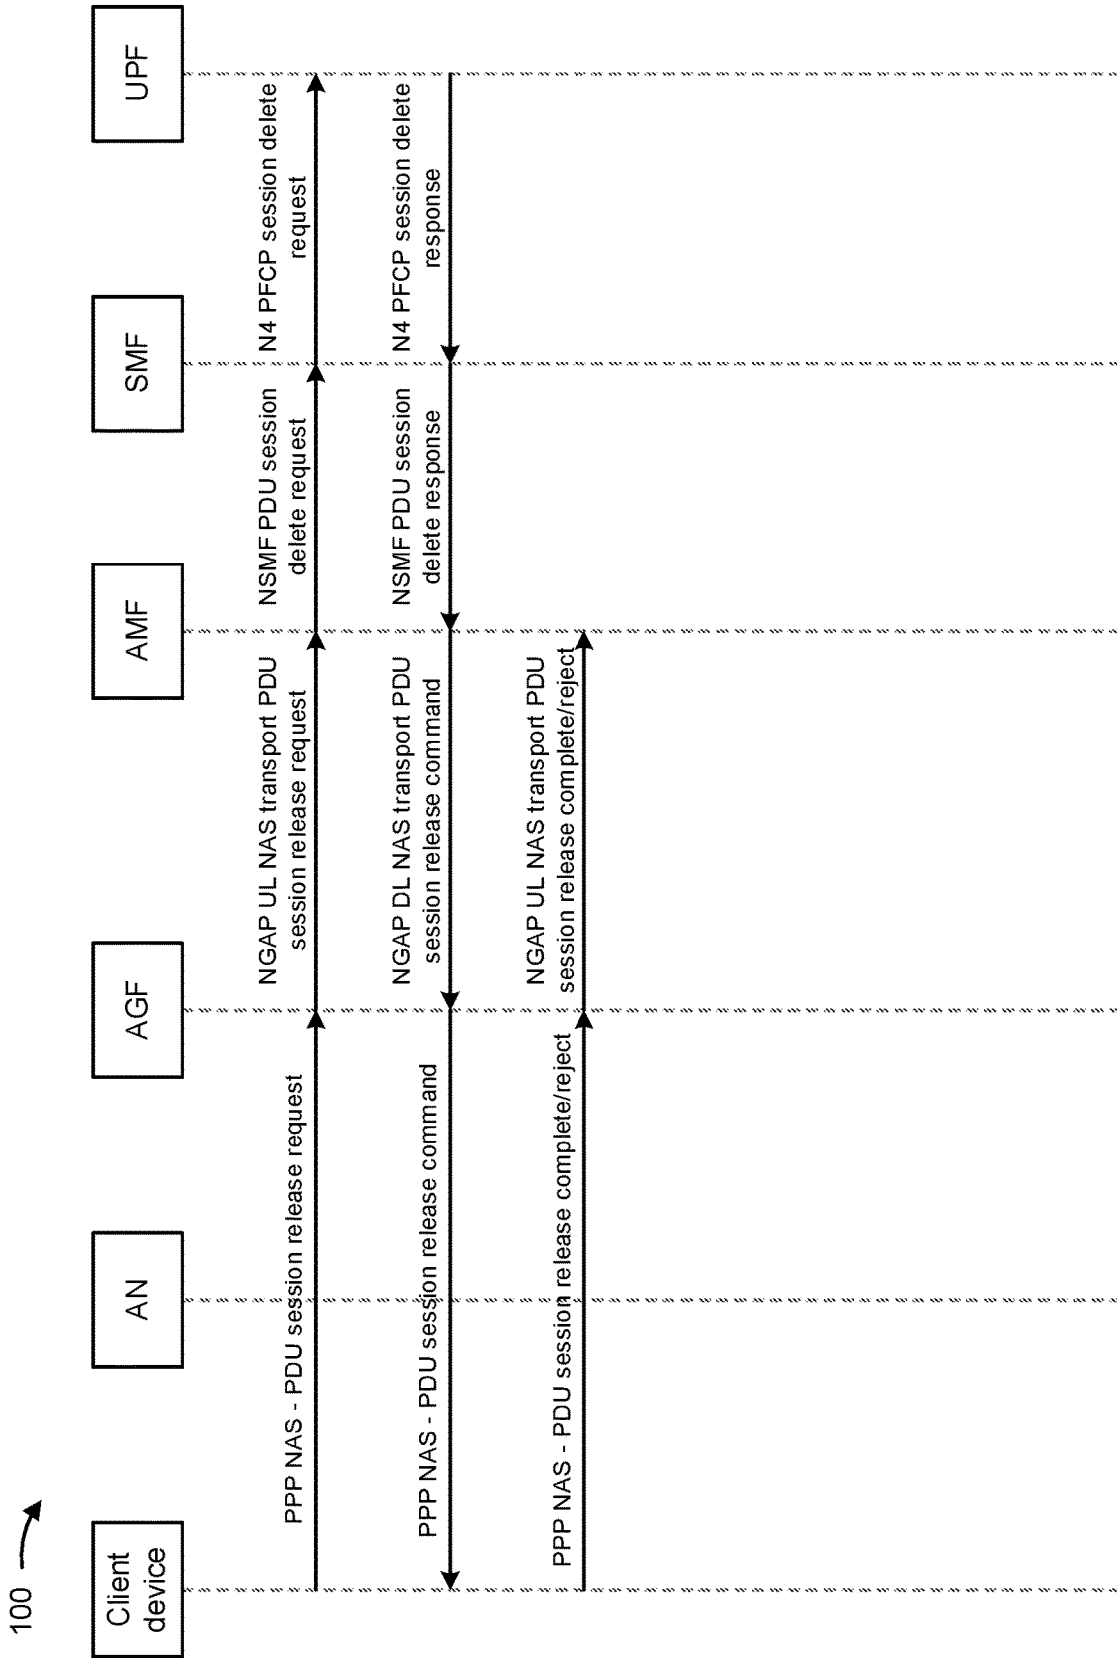 100
Client
device
AN
AGF
AMF
SMF
UPF
PPP NAS - PDU session release request
NGAP UL NAS transport PDU
session release request
NSMF PDU session
delete request
N4 PFCP session delete
request
PPP NAS - PDU session release command
NGAP DL NAS transport PDU
session release command
NSMF PDU session
delete response
N4 PFCP session delete
response
PPP NAS - PDU session release complete/reject
NGAP UL NAS transport PDU
session release complete/reject